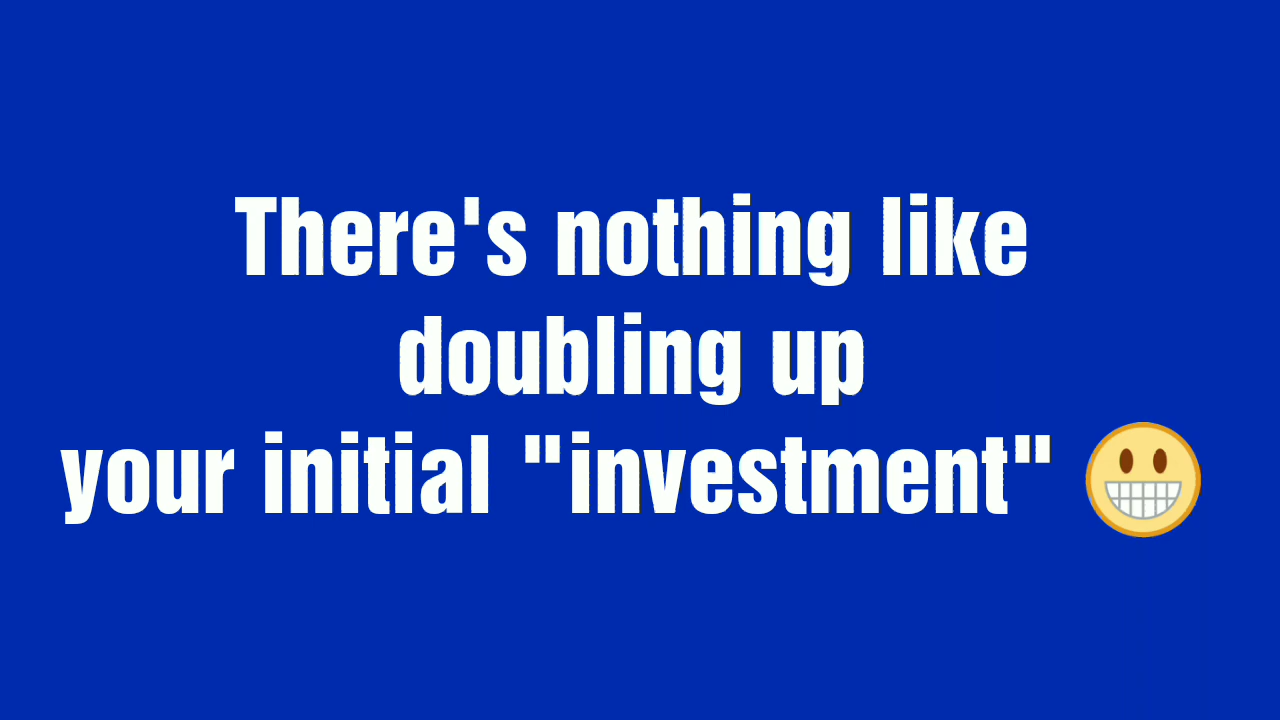 There's nothing like
doubling up
your initial "investment" 😀